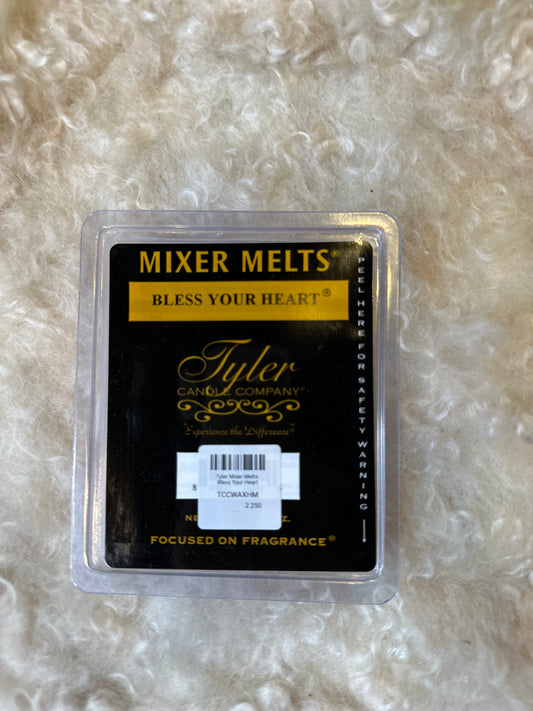 MIXER MELTS®
BLESS YOUR HEART®
Tyler
CANDLE COMPANY®
"Experience the Difference"®
Tyler Mixer Melts
Bless Your Heart
TCCWAXHM
2.250
NE Z.
FOCUSED ON FRAGRANCE®
PEEL HERE FOR SAFETY WARNING